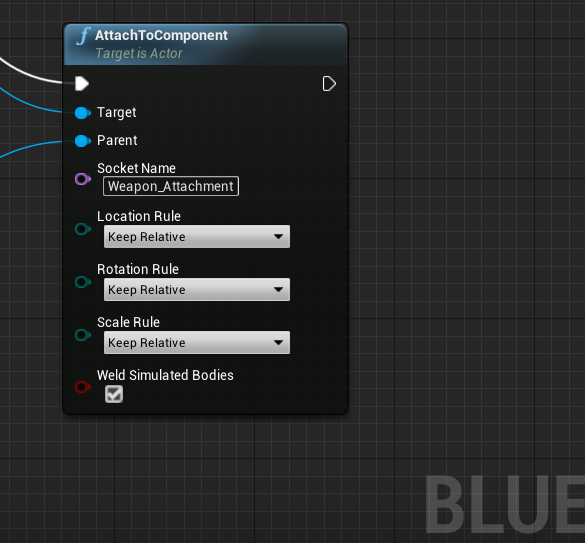 AttachToComponent
Target is Actor
Target
Parent
Socket Name
Weapon_Attachment
Location Rule
Keep Relative
Rotation Rule
Keep Relative
Scale Rule
Keep Relative
Weld Simulated Bodies
BLUE